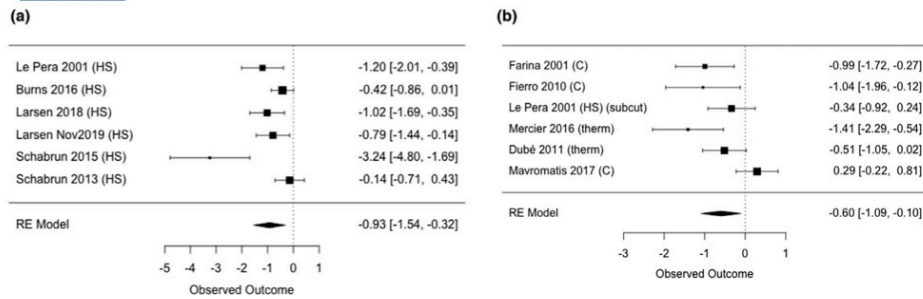 (a)
Le Pera 2001 (HS) -1.20 [-2.01, -0.39]
Burns 2016 (HS) -0.42 [-0.86, 0.01]
Larsen 2018 (HS) -1.02 [-1.69, -0.35]
Larsen Nov2019 (HS) -0.79 [-1.44, -0.14]
Schabrun 2015 (HS) -3.24 [-4.80, -1.69]
Schabrun 2013 (HS) -0.14 [-0.71, 0.43]
RE Model -0.93 [-1.54, -0.32]
-5 -4 -3 -2 -1 0 1
Observed Outcome
(b)
Farina 2001 (C) -0.99 [-1.72, -0.27]
Fierro 2010 (C) -1.04 [-1.96, -0.12]
Le Pera 2001 (HS) (subcut) -0.34 [-0.92, 0.24]
Mercier 2016 (therm) -1.41 [-2.29, -0.54]
Dubé 2011 (therm) -0.51 [-1.05, 0.02]
Mavromatis 2017 (C) 0.29 [-0.22, 0.81]
RE Model -0.60 [-1.09, -0.10]
-3 -2 -1 0 1
Observed Outcome